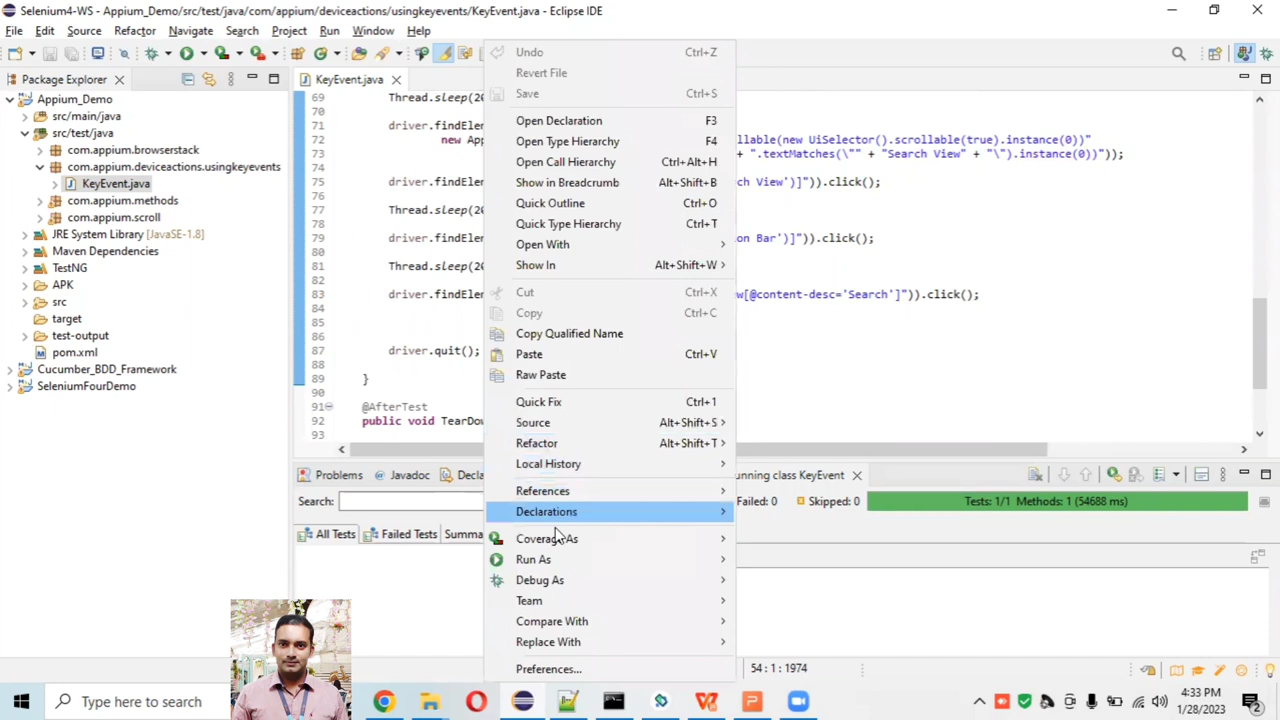 Selenium4-WS - Appium_Demo/src/test/java/com/appium/deviceactions/usingkeyevents/KeyEvent.java - Eclipse IDE
File Edit Source Refactor Navigate Search Project Run Window Help
Package Explorer
Appium_Demo
src/main/java
src/test/java
com.appium.browserstack
com.appium.deviceactions.usingkeyevents
KeyEvent.java
com.appium.methods
com.appium.scroll
JRE System Library [JavaSE-1.8]
Maven Dependencies
TestNG
APK
src
target
test-output
pom.xml
Cucumber_BDD_Framework
SeleniumFourDemo
KeyEvent.java
69 Thread.sleep(20
70
71 driver.findEle
72 new App llable(new UiSelector().scrollable(true).instance(0))"
73 + ".textMatches(\"" + "Search View" + "\").instance(0))"));
74
75 driver.findEle ch View')]")).click();
76
77 Thread.sleep(20
78
79 driver.findEle on Bar')]")).click();
80
81 Thread.sleep(20
82
83 driver.findEle w[@content-desc='Search']")).click();
84
85
86
87 driver.quit();
88
89 }
90
91 @AfterTest
92 public void TearDow
93
Undo Ctrl+Z
Revert File
Save Ctrl+S
Open Declaration F3
Open Type Hierarchy F4
Open Call Hierarchy Ctrl+Alt+H
Show in Breadcrumb Alt+Shift+B
Quick Outline Ctrl+O
Quick Type Hierarchy Ctrl+T
Open With
Show In Alt+Shift+W
Cut Ctrl+X
Copy Ctrl+C
Copy Qualified Name
Paste Ctrl+V
Raw Paste
Quick Fix Ctrl+1
Source Alt+Shift+S
Refactor Alt+Shift+T
Local History
References
Declarations
Coverage As
Run As
Debug As
Team
Compare With
Replace With
Preferences...
Problems Javadoc Decla unning class KeyEvent
Search: Failed: 0 Skipped: 0 Tests: 1/1 Methods: 1 (54688 ms)
All Tests Failed Tests Summa
54 : 1 : 1974
Type here to search
4:33 PM
1/28/2023
2